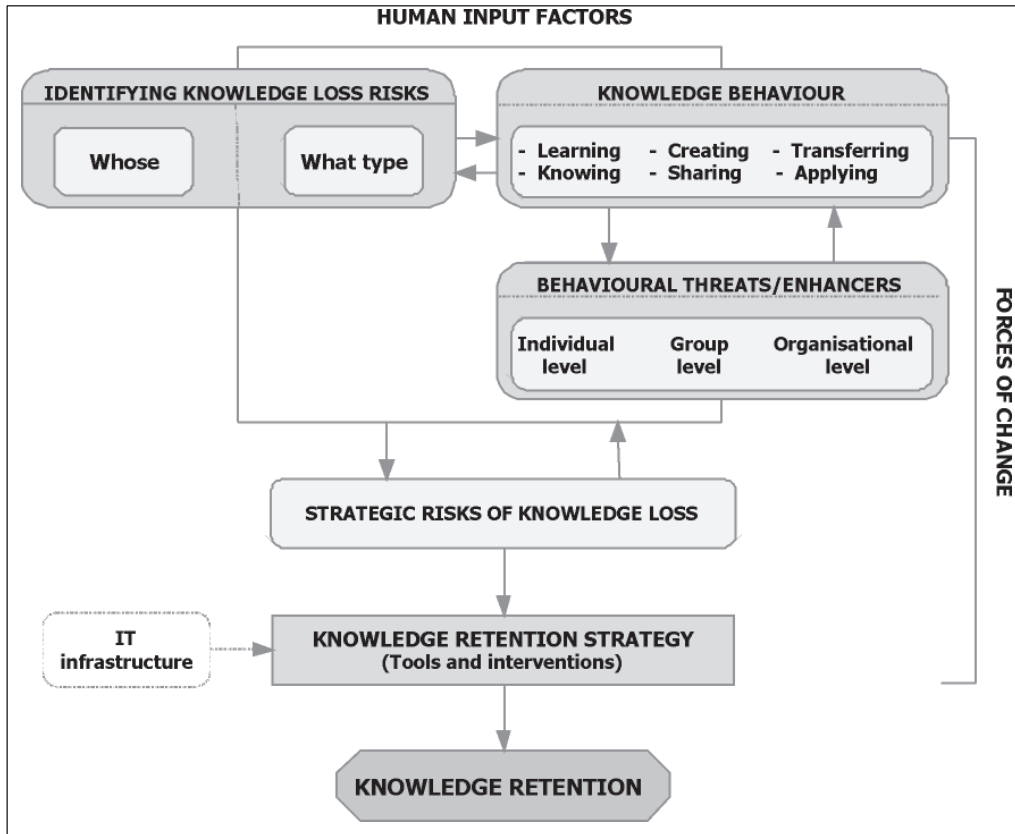 HUMAN INPUT FACTORS
IDENTIFYING KNOWLEDGE LOSS RISKS
Whose
What type
KNOWLEDGE BEHAVIOUR
- Learning - Creating - Transferring
- Knowing - Sharing - Applying
BEHAVIOURAL THREATS/ENHANCERS
Individual level
Group level
Organisational level
FORCES OF CHANGE
STRATEGIC RISKS OF KNOWLEDGE LOSS
IT
infrastructure
KNOWLEDGE RETENTION STRATEGY
(Tools and interventions)
KNOWLEDGE RETENTION